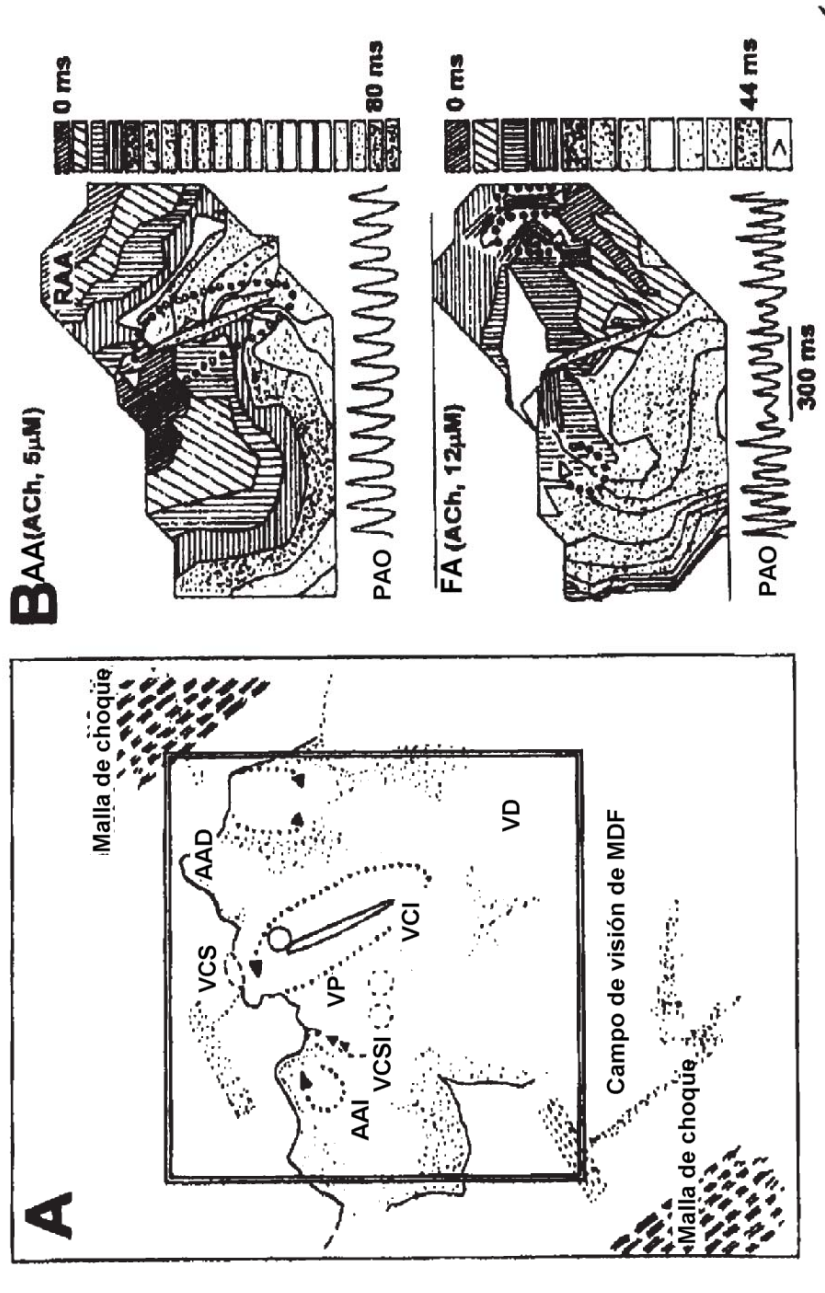 A
Malla de choque
VCS
AAD
VP
VCSI
AAI
VCI
VD
Campo de visión de MDF
Malla de choque
B
AA(ACh, 5µM)
RAA
0 ms
80 ms
PAO
FA (ACh, 12µM)
0 ms
44 ms
PAO
300 ms